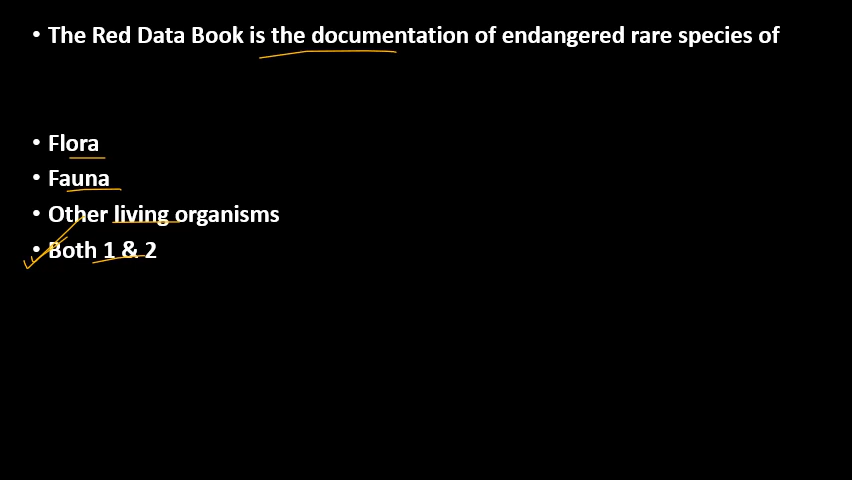 • The Red Data Book is the documentation of endangered rare species of
• Flora
• Fauna
• Other living organisms
• Both 1 & 2